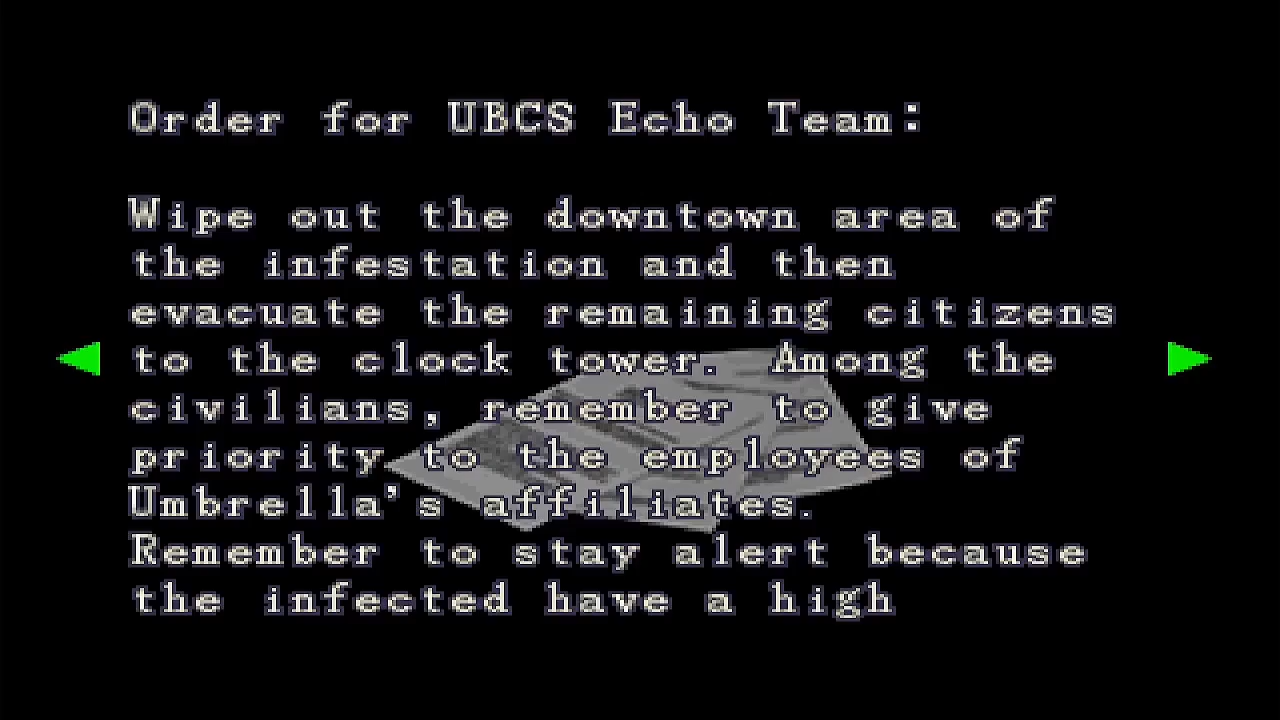 Order for UBCS Echo Team:
Wipe out the downtown area of
the infestation and then
evacuate the remaining citizens
to the clock tower. Among the
civilians, remember to give
priority to the employees of
Umbrella's affiliates.
Remember to stay alert because
the infected have a high